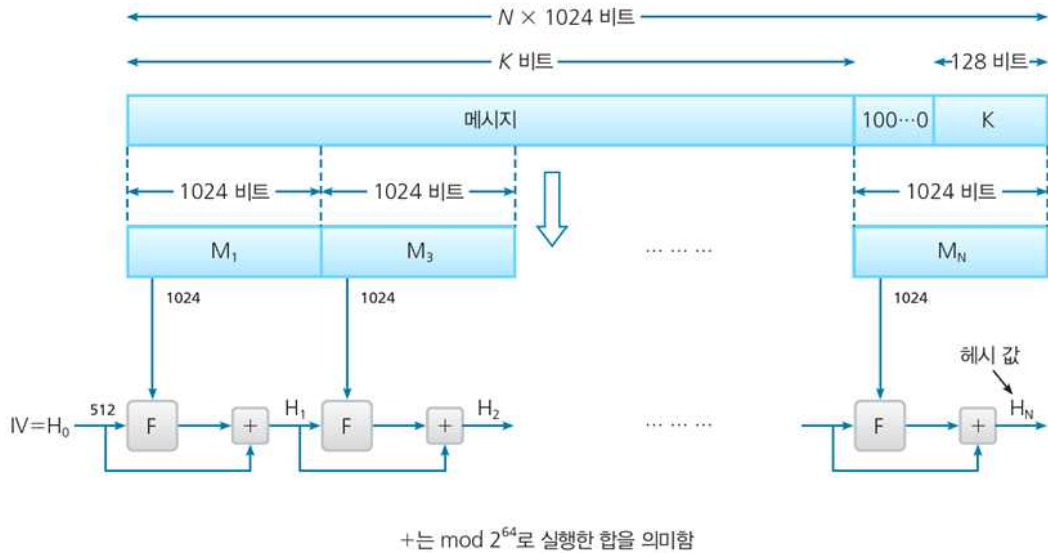 N × 1024 비트
K 비트
128 비트
메시지
100···0
K
1024 비트
1024 비트
1024 비트
M₁
M₃
··· ··· ···
M_N
1024
1024
1024
헤시 값
IV=H₀
512
F
+
H₁
F
+
H₂
··· ··· ···
F
+
H_N
+는 mod 2⁶⁴로 실행한 합을 의미함